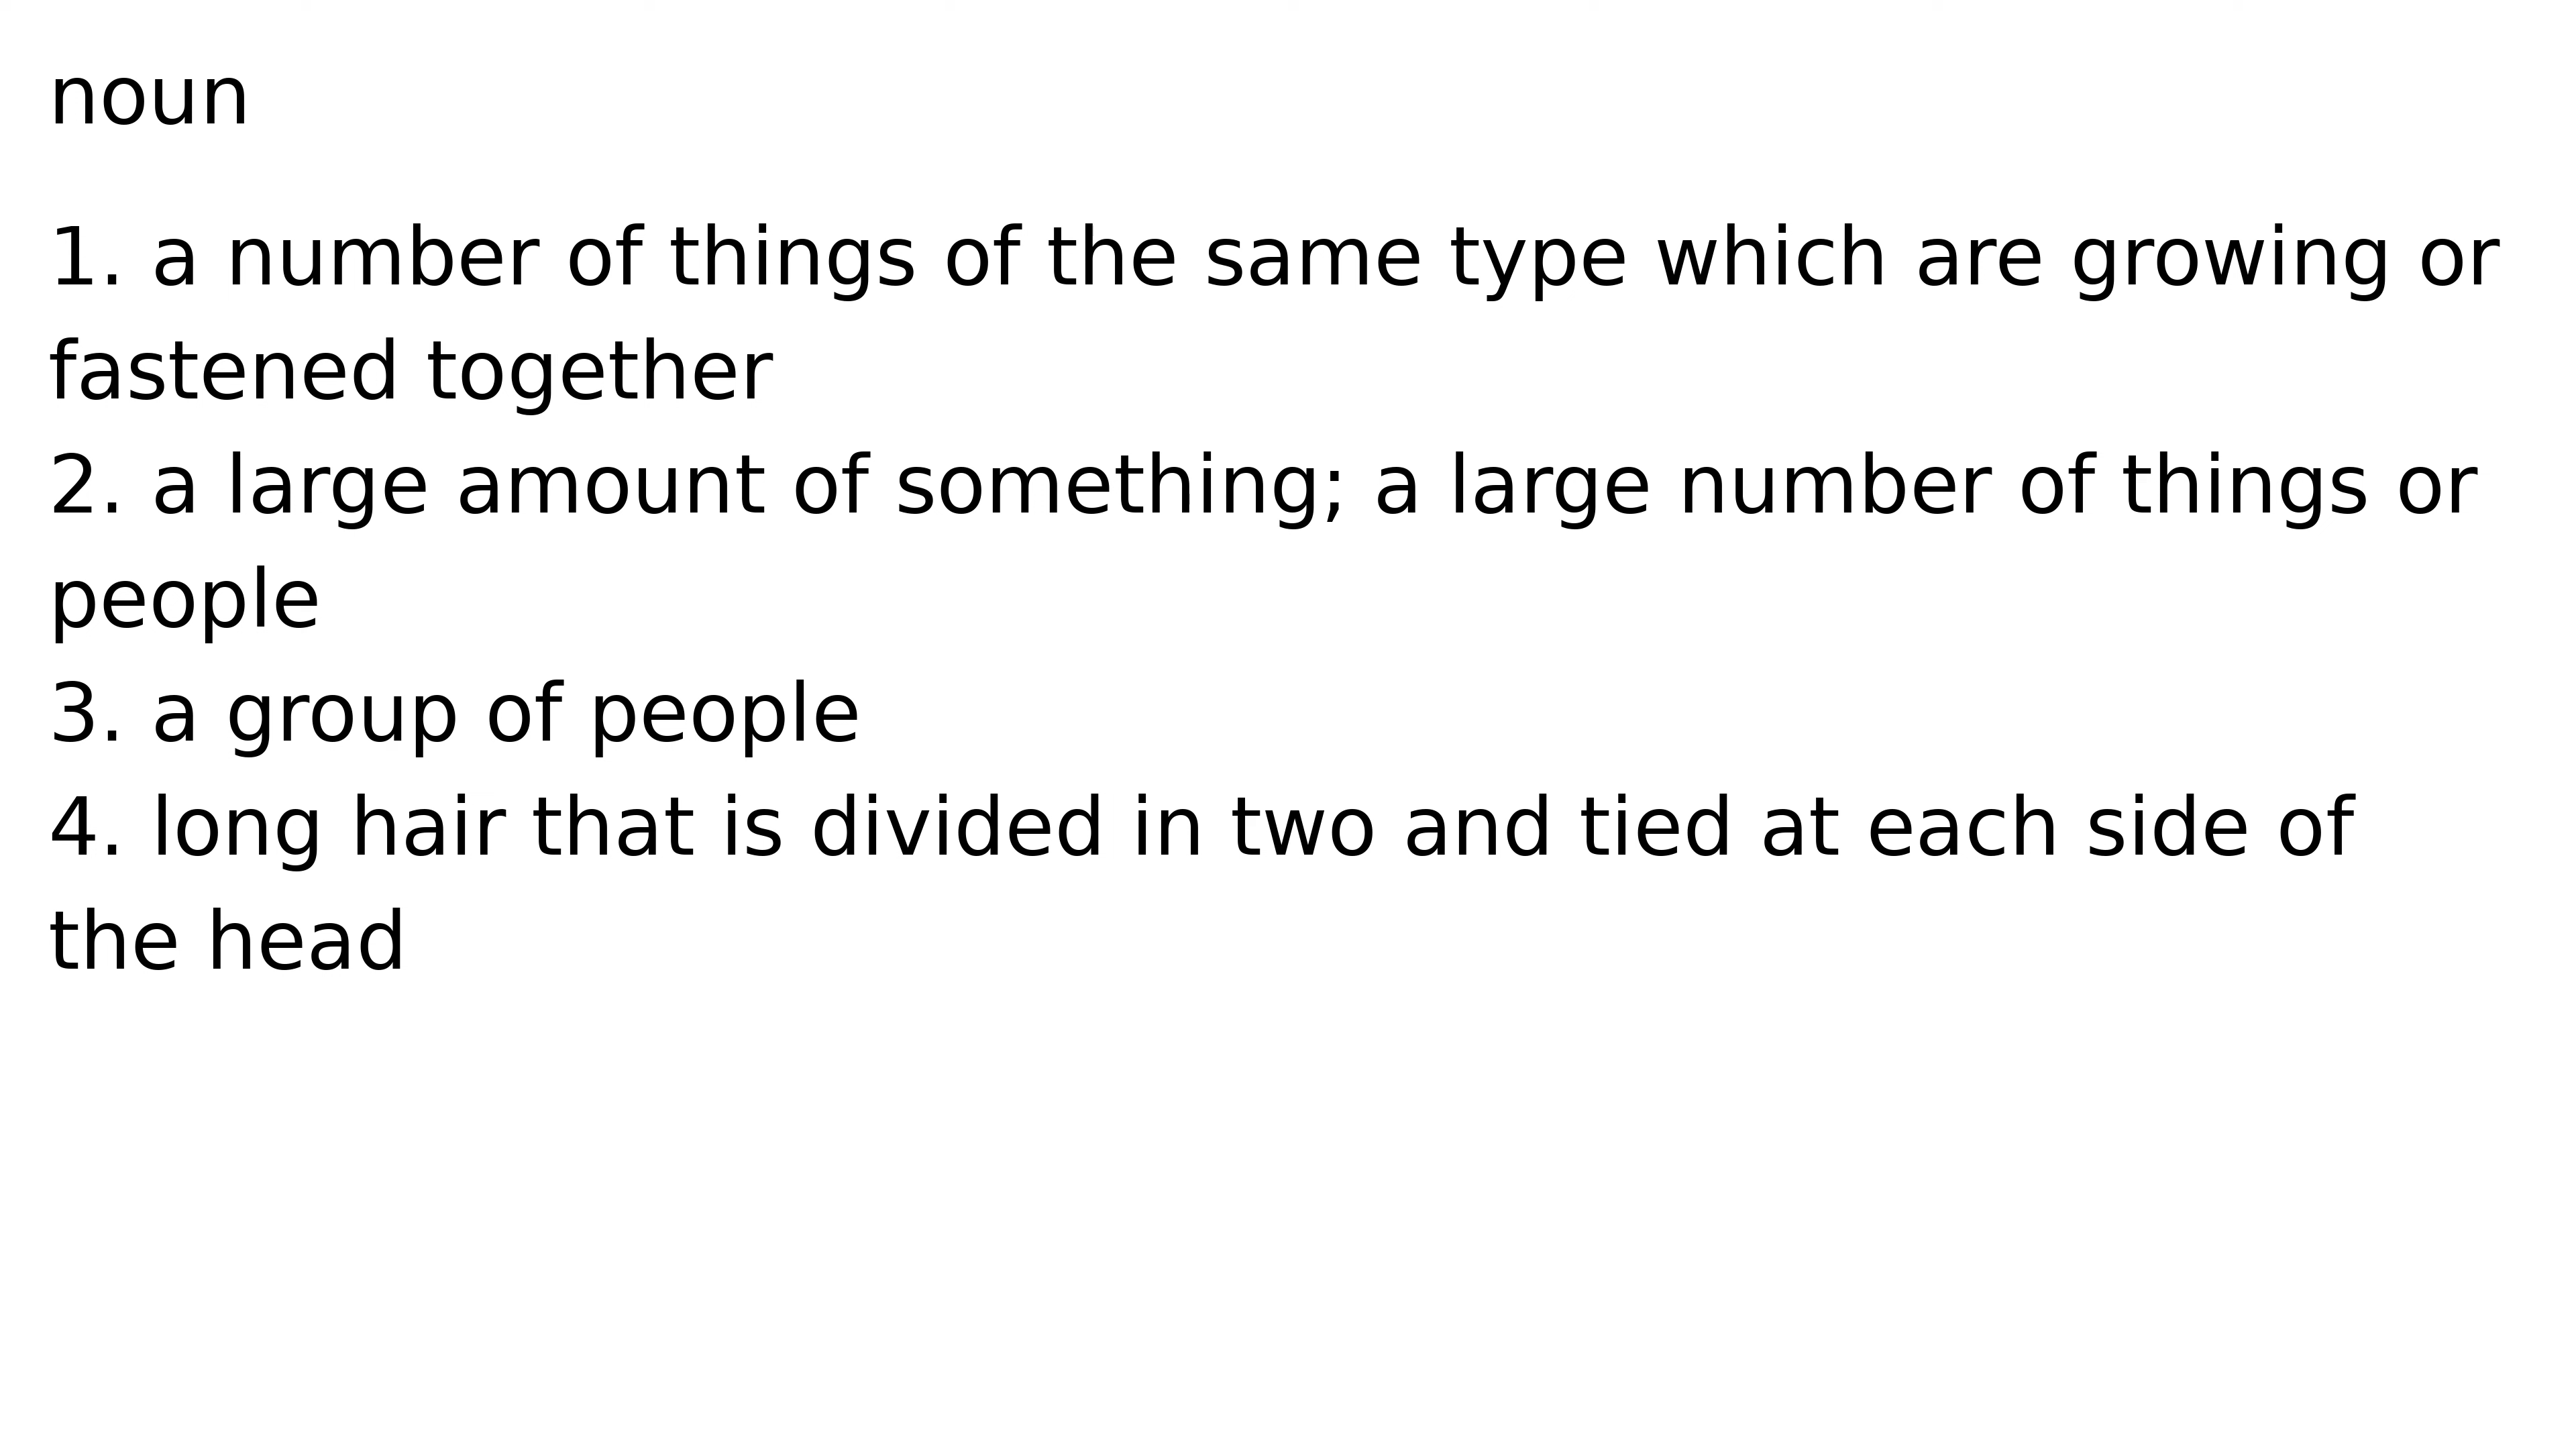 noun
1. a number of things of the same type which are growing or
fastened together
2. a large amount of something; a large number of things or
people
3. a group of people
4. long hair that is divided in two and tied at each side of
the head